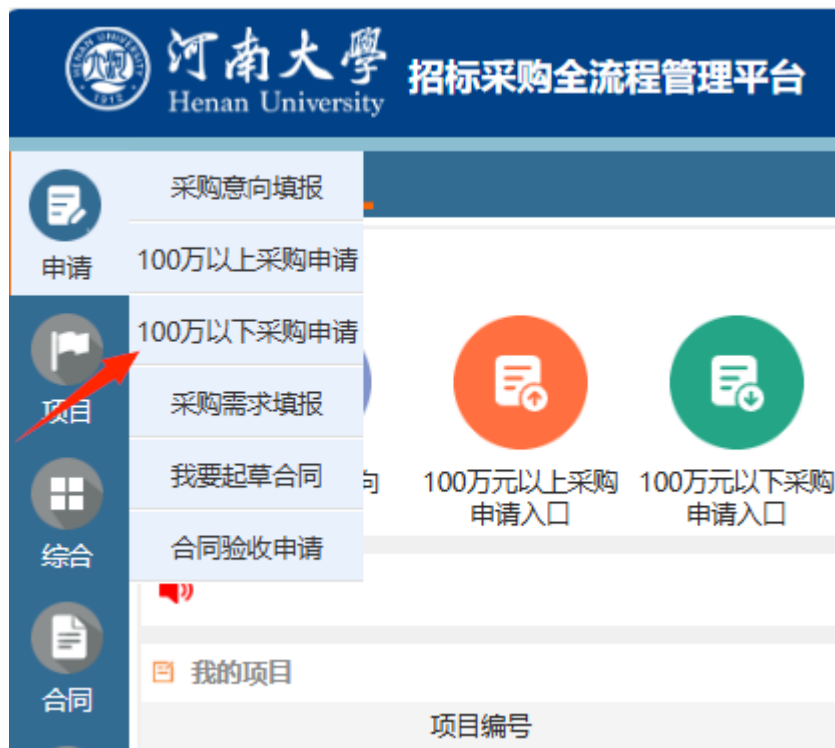 河南大學
Henan University
招标采购全流程管理平台
申请
采购意向填报
100万以上采购申请
100万以下采购申请
采购需求填报
我要起草合同
合同验收申请
项目
综合
合同
向
100万元以上采购
申请入口
100万元以下采购
申请入口
我的项目
项目编号